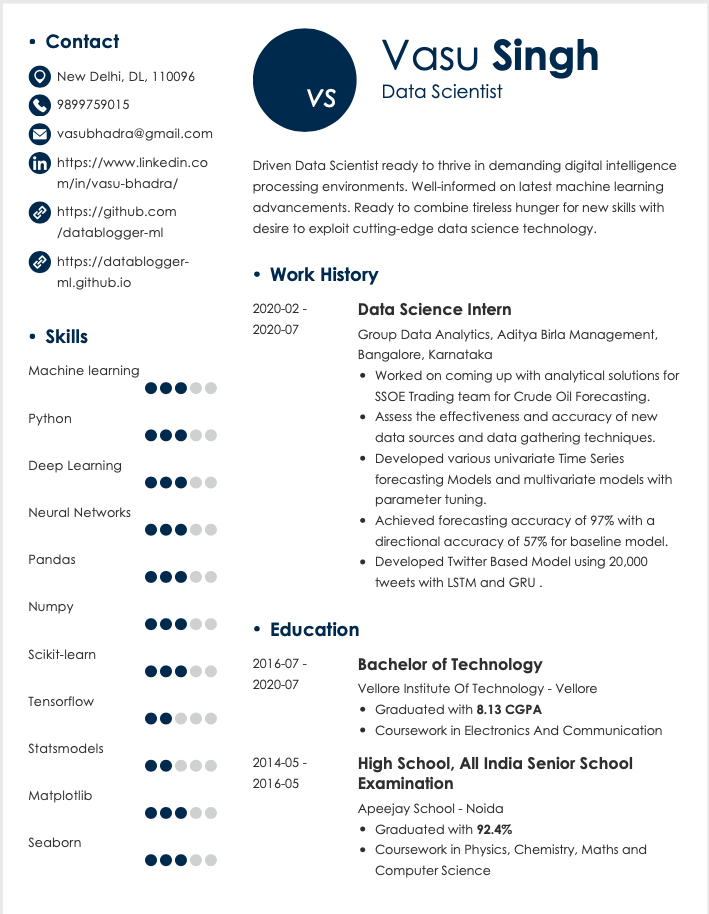 • Contact
New Delhi, DL, 110096
9899759015
vasubhadra@gmail.com
https://www.linkedin.co
m/in/vasu-bhadra/
https://github.com
/datablogger-ml
https://datablogger-
ml.github.io
• Skills
Machine learning
Python
Deep Learning
Neural Networks
Pandas
Numpy
Scikit-learn
Tensorflow
Statsmodels
Matplotlib
Seaborn
VS
Vasu Singh
Data Scientist
Driven Data Scientist ready to thrive in demanding digital intelligence
processing environments. Well-informed on latest machine learning
advancements. Ready to combine tireless hunger for new skills with
desire to exploit cutting-edge data science technology.
• Work History
2020-02 -
2020-07
Data Science Intern
Group Data Analytics, Aditya Birla Management,
Bangalore, Karnataka
• Worked on coming up with analytical solutions for
SSOE Trading team for Crude Oil Forecasting.
• Assess the effectiveness and accuracy of new
data sources and data gathering techniques.
• Developed various univariate Time Series
forecasting Models and multivariate models with
parameter tuning.
• Achieved forecasting accuracy of 97% with a
directional accuracy of 57% for baseline model.
• Developed Twitter Based Model using 20,000
tweets with LSTM and GRU .
• Education
2016-07 -
2020-07
Bachelor of Technology
Vellore Institute Of Technology - Vellore
• Graduated with 8.13 CGPA
• Coursework in Electronics And Communication
2014-05 -
2016-05
High School, All India Senior School
Examination
Apeejay School - Noida
• Graduated with 92.4%
• Coursework in Physics, Chemistry, Maths and
Computer Science